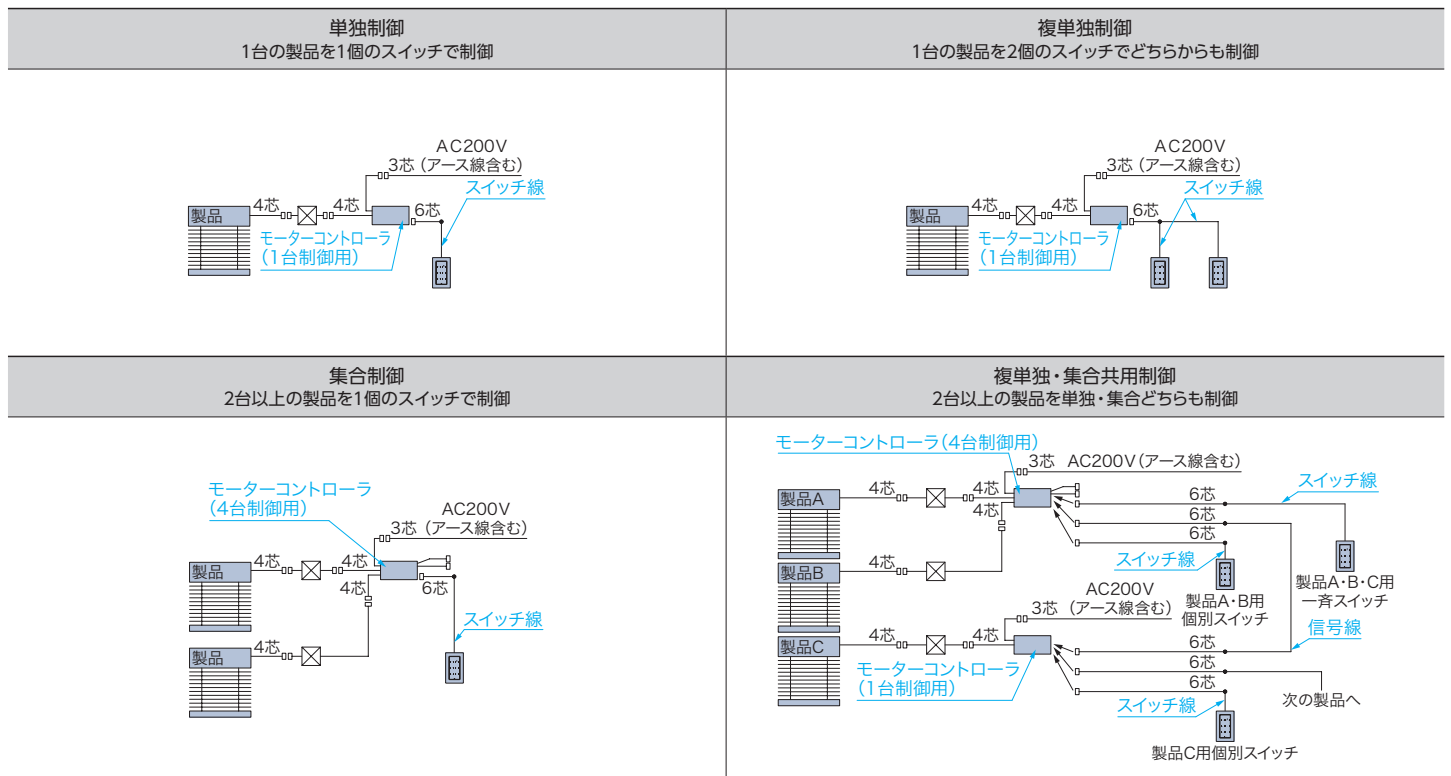 単独制御
1台の製品を1個のスイッチで制御
複単独制御
1台の製品を2個のスイッチでどちらからも制御
AC200V
3芯（アース線含む）
スイッチ線
4芯
4芯
6芯
製品
モーターコントローラ
（1台制御用）
AC200V
3芯（アース線含む）
スイッチ線
4芯
4芯
6芯
製品
モーターコントローラ
（1台制御用）
集合制御
2台以上の製品を1個のスイッチで制御
複単独・集合共用制御
2台以上の製品を単独・集合どちらも制御
モーターコントローラ
（4台制御用）
AC200V
3芯（アース線含む）
4芯
4芯
製品
4芯
6芯
スイッチ線
4芯
製品
モーターコントローラ（4台制御用）
3芯 AC200V（アース線含む）
スイッチ線
4芯
4芯
6芯
製品A
4芯
6芯
6芯
スイッチ線
4芯
製品B
製品A・B・C用
一斉スイッチ
製品A・B用
個別スイッチ
AC200V
3芯（アース線含む）
信号線
4芯
4芯
製品C
6芯
6芯
モーターコントローラ
（1台制御用）
6芯
次の製品へ
スイッチ線
製品C用個別スイッチ